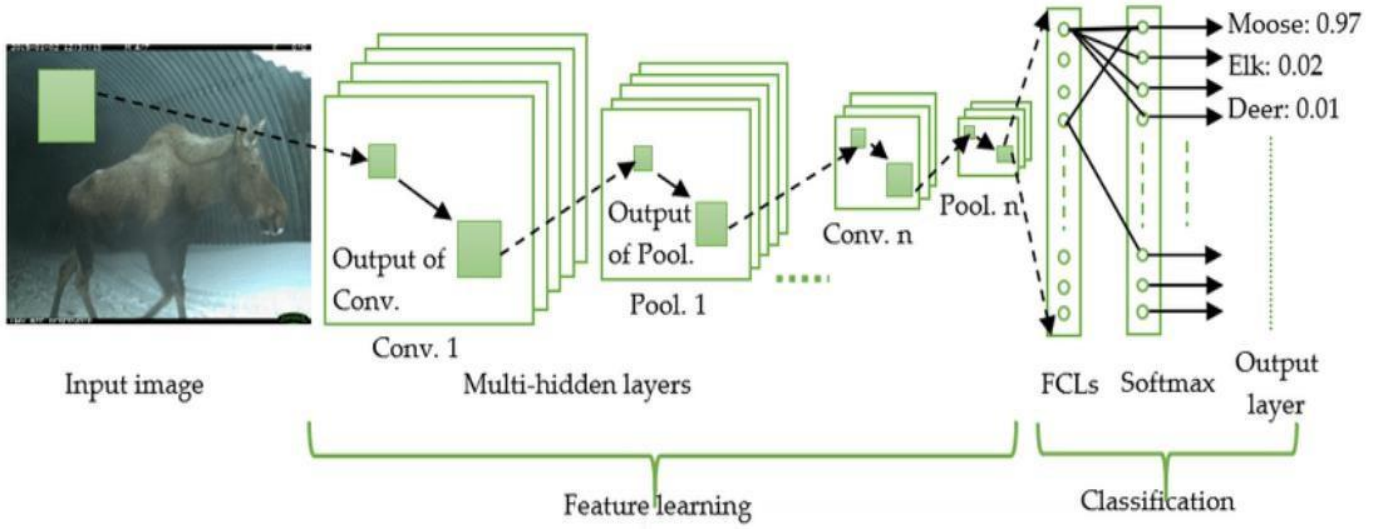 Moose: 0.97
Elk: 0.02
Deer: 0.01
Output of
Conv.
Output
of Pool.
Conv. 1
Pool. 1
Conv. n
Pool. n
Input image
Multi-hidden layers
FCLs
Softmax
Output
layer
Feature learning
Classification